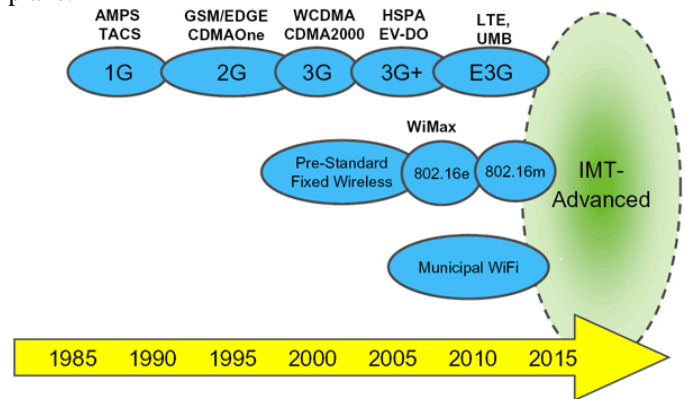 AMPS
TACS
GSM/EDGE
CDMAOne
WCDMA
CDMA2000
HSPA
EV-DO
LTE,
UMB
1G
2G
3G
3G+
E3G
WiMax
Pre-Standard
Fixed Wireless
802.16e
802.16m
IMT-
Advanced
Municipal WiFi
1985 1990 1995 2000 2005 2010 2015